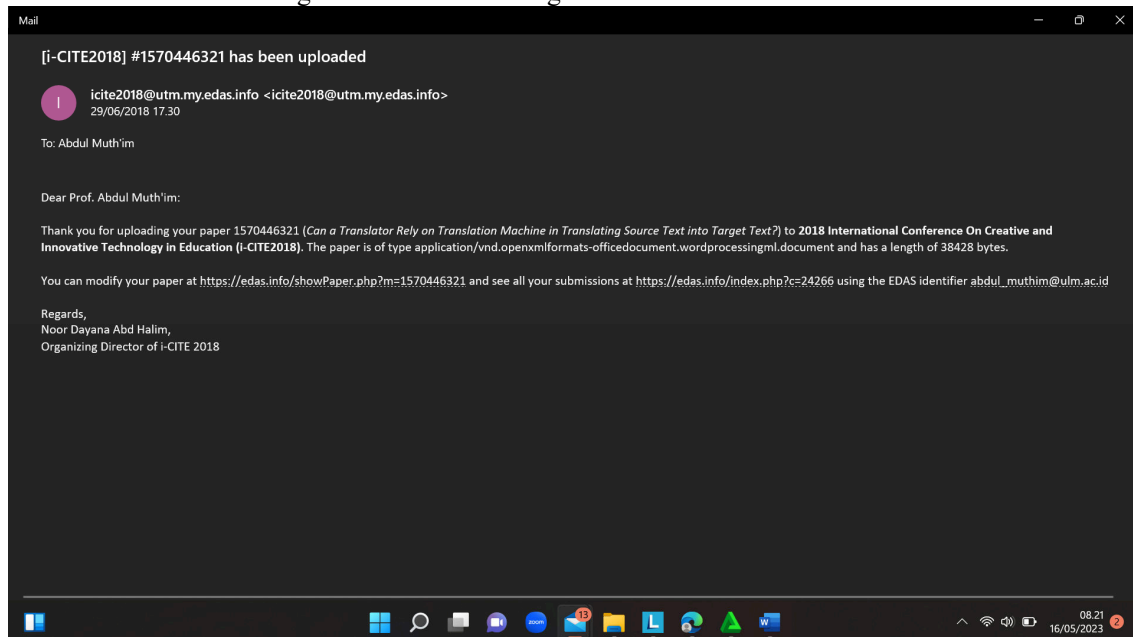 Mail
[i-CITE2018] #1570446321 has been uploaded
I
icite2018@utm.my.edas.info <icite2018@utm.my.edas.info>
29/06/2018 17.30
To: Abdul Muth'im
Dear Prof. Abdul Muth'im:
Thank you for uploading your paper 1570446321 (Can a Translator Rely on Translation Machine in Translating Source Text into Target Text?) to 2018 International Conference On Creative and
Innovative Technology in Education (i-CITE2018). The paper is of type application/vnd.openxmlformats-officedocument.wordprocessingml.document and has a length of 38428 bytes.
You can modify your paper at https://edas.info/showPaper.php?m=1570446321 and see all your submissions at https://edas.info/index.php?c=24266 using the EDAS identifier abdul_muthim@ulm.ac.id
Regards,
Noor Dayana Abd Halim,
Organizing Director of i-CITE 2018
zoom
13
L
W
08.21
16/05/2023
2